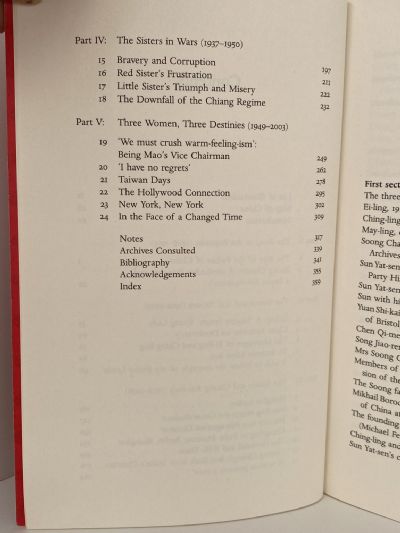 Part IV: The Sisters in Wars (1937–1950)
15 Bravery and Corruption 197
16 Red Sister's Frustration 211
17 Little Sister's Triumph and Misery 222
18 The Downfall of the Chiang Regime 232
Part V: Three Women, Three Destinies (1949–2003)
19 'We must crush warm-feeling-ism':
Being Mao's Vice Chairman 249
20 'I have no regrets' 262
21 Taiwan Days 278
22 The Hollywood Connection 295
23 New York, New York 302
24 In the Face of a Changed Time 309
Notes 317
Archives Consulted 339
Bibliography 341
Acknowledgements 355
Index 359
First sect
The three
Ei-ling, 19
Ching-ling
May-ling,
Soong Cha
Archives
Sun Yat-sen
Party Hi
Sun Yat-sen
Sun with hi
Yuan Shi-kai
of Bristol
Chen Qi-me
Song Jiao-ren
Mrs Soong C
Members of
sion of the
The Soong fa
Mikhail Boroc
of China at
The founding
(Michael Fe
Ching-ling and
Sun Yat-sen's c